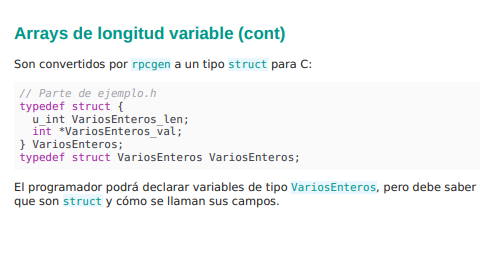 Arrays de longitud variable (cont)
Son convertidos por rpcgen a un tipo struct para C:
// Parte de ejemplo.h
typedef struct {
  u_int VariosEnteros_len;
  int *VariosEnteros_val;
} VariosEnteros;
typedef struct VariosEnteros VariosEnteros;
El programador podrá declarar variables de tipo VariosEnteros, pero debe saber
que son struct y cómo se llaman sus campos.